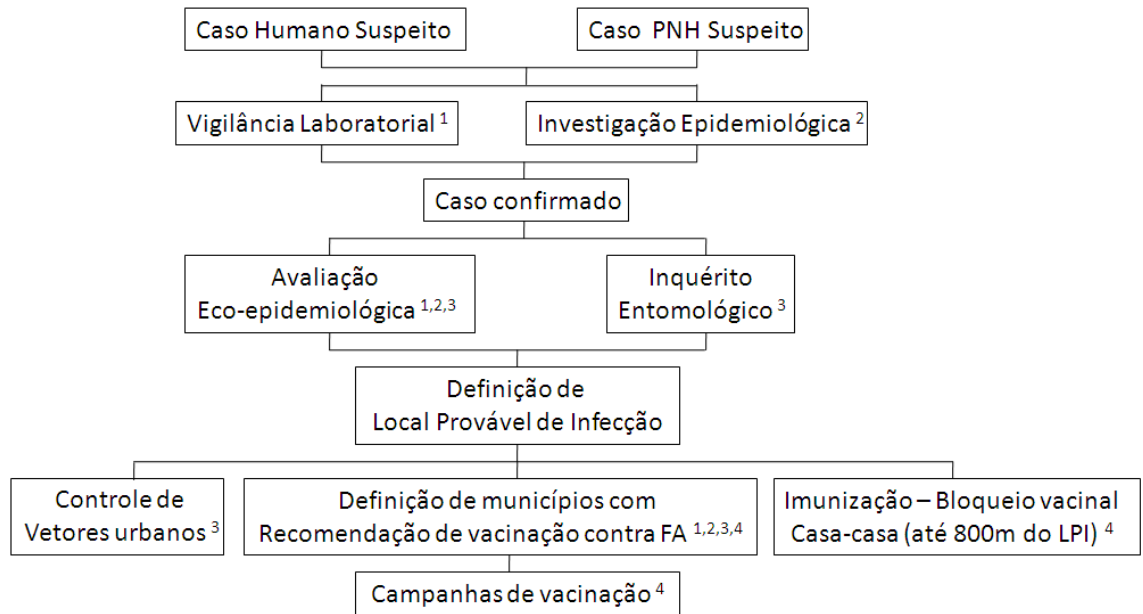 Caso Humano Suspeito
Caso PNH Suspeito
Vigilância Laboratorial 1
Investigação Epidemiológica 2
Caso confirmado
Avaliação
Eco-epidemiológica 1,2,3
Inquérito
Entomológico 3
Definição de
Local Provável de Infecção
Controle de
Vetores urbanos 3
Definição de municípios com
Recomendação de vacinação contra FA 1,2,3,4
Imunização – Bloqueio vacinal
Casa-casa (até 800m do LPI) 4
Campanhas de vacinação 4